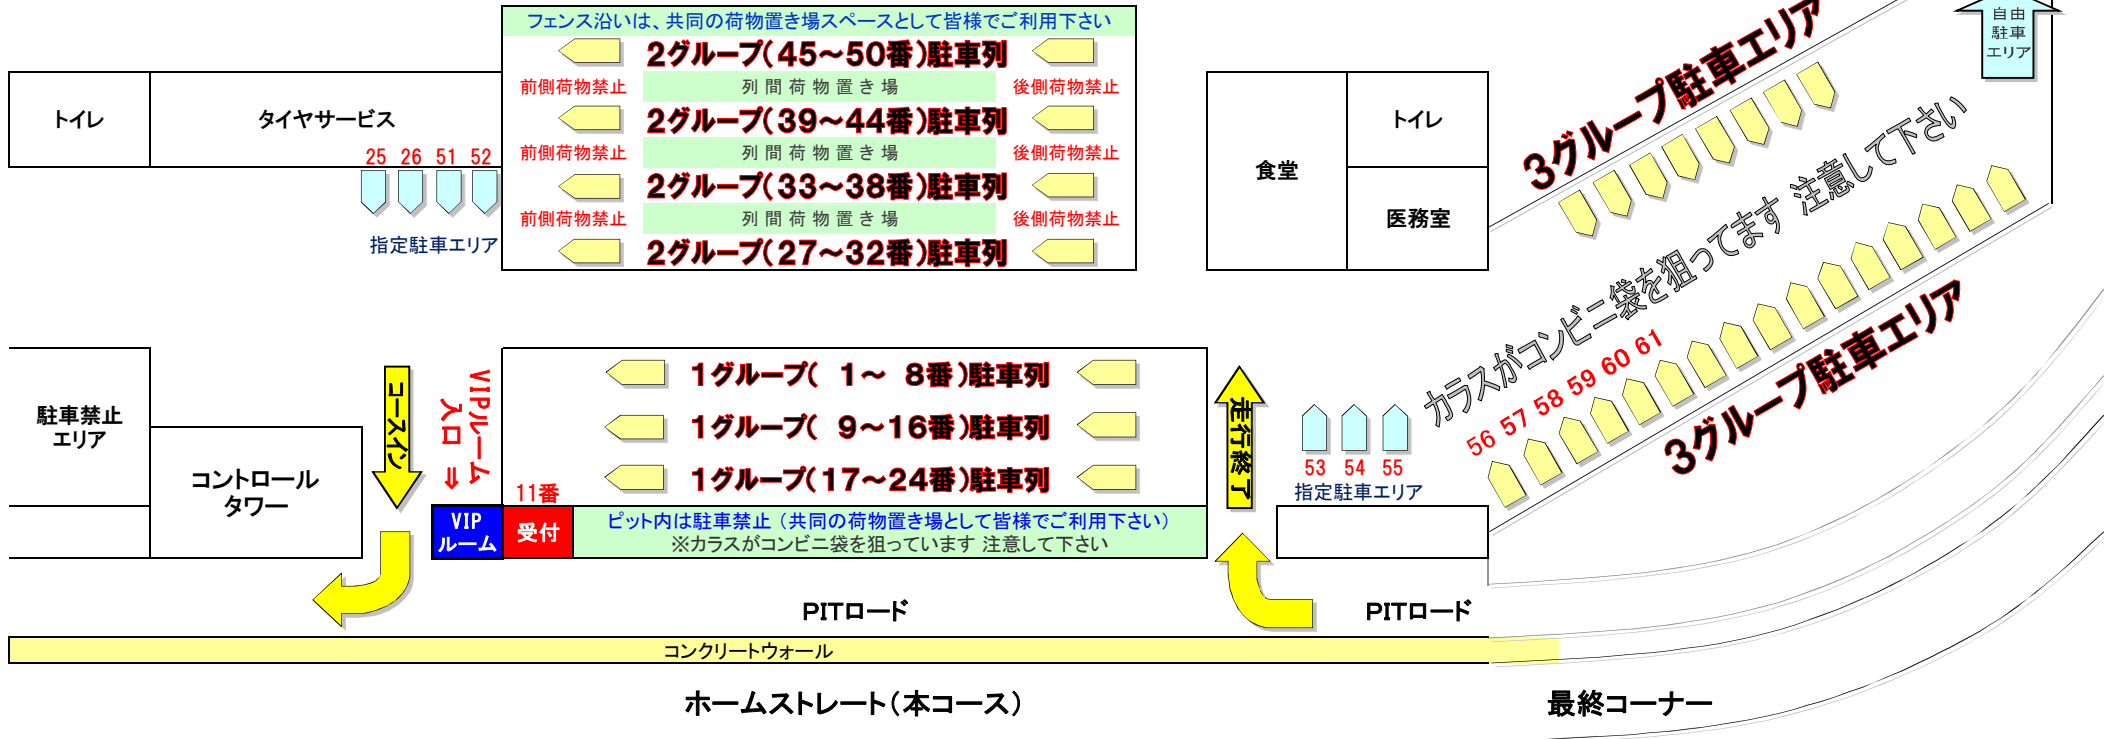 フェンス沿いは、共同の荷物置き場スペースとして皆様でご利用下さい
2グループ(45～50番)駐車列
前側荷物禁止 列間荷物置き場 後側荷物禁止
2グループ(39～44番)駐車列
前側荷物禁止 列間荷物置き場 後側荷物禁止
2グループ(33～38番)駐車列
前側荷物禁止 列間荷物置き場 後側荷物禁止
2グループ(27～32番)駐車列
トイレ
タイヤサービス
25 26 51 52
指定駐車エリア
食堂
トイレ
医務室
自由
駐車
エリア
3グループ駐車エリア
カラスがコンビニ袋を狙ってます 注意して下さい
56 57 58 59 60 61
3グループ駐車エリア
駐車禁止
エリア
コントロール
タワー
コースイン
VIPルーム
入口 ⇒
1グループ( 1～ 8番)駐車列
1グループ( 9～16番)駐車列
1グループ(17～24番)駐車列
走行終了
53 54 55
指定駐車エリア
11番
VIP
ルーム
受付
ピット内は駐車禁止（共同の荷物置き場として皆様でご利用下さい）
※カラスがコンビニ袋を狙っています 注意して下さい
PITロード
PITロード
コンクリートウォール
ホームストレート(本コース)
最終コーナー